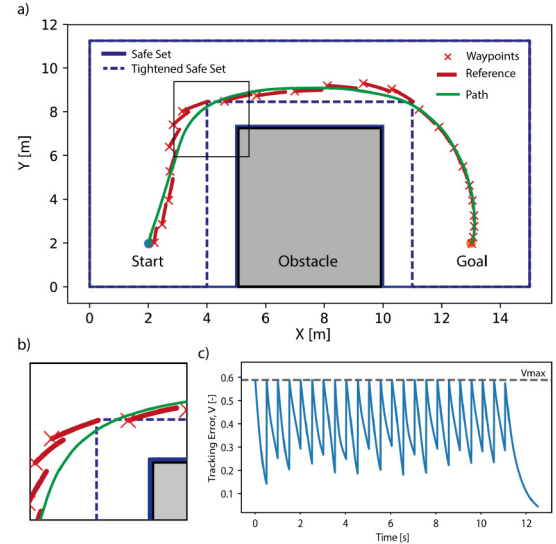 a)
12
10
8
6
4
2
0
Y [m]
Safe Set
Tightened Safe Set
Waypoints
Reference
Path
Start
Obstacle
Goal
0 2 4 6 8 10 12 14
X [m]
b)
c)
Vmax
0.6
0.5
0.4
0.3
0.2
0.1
Tracking Error, V [-]
0 2 4 6 8 10 12
Time [s]